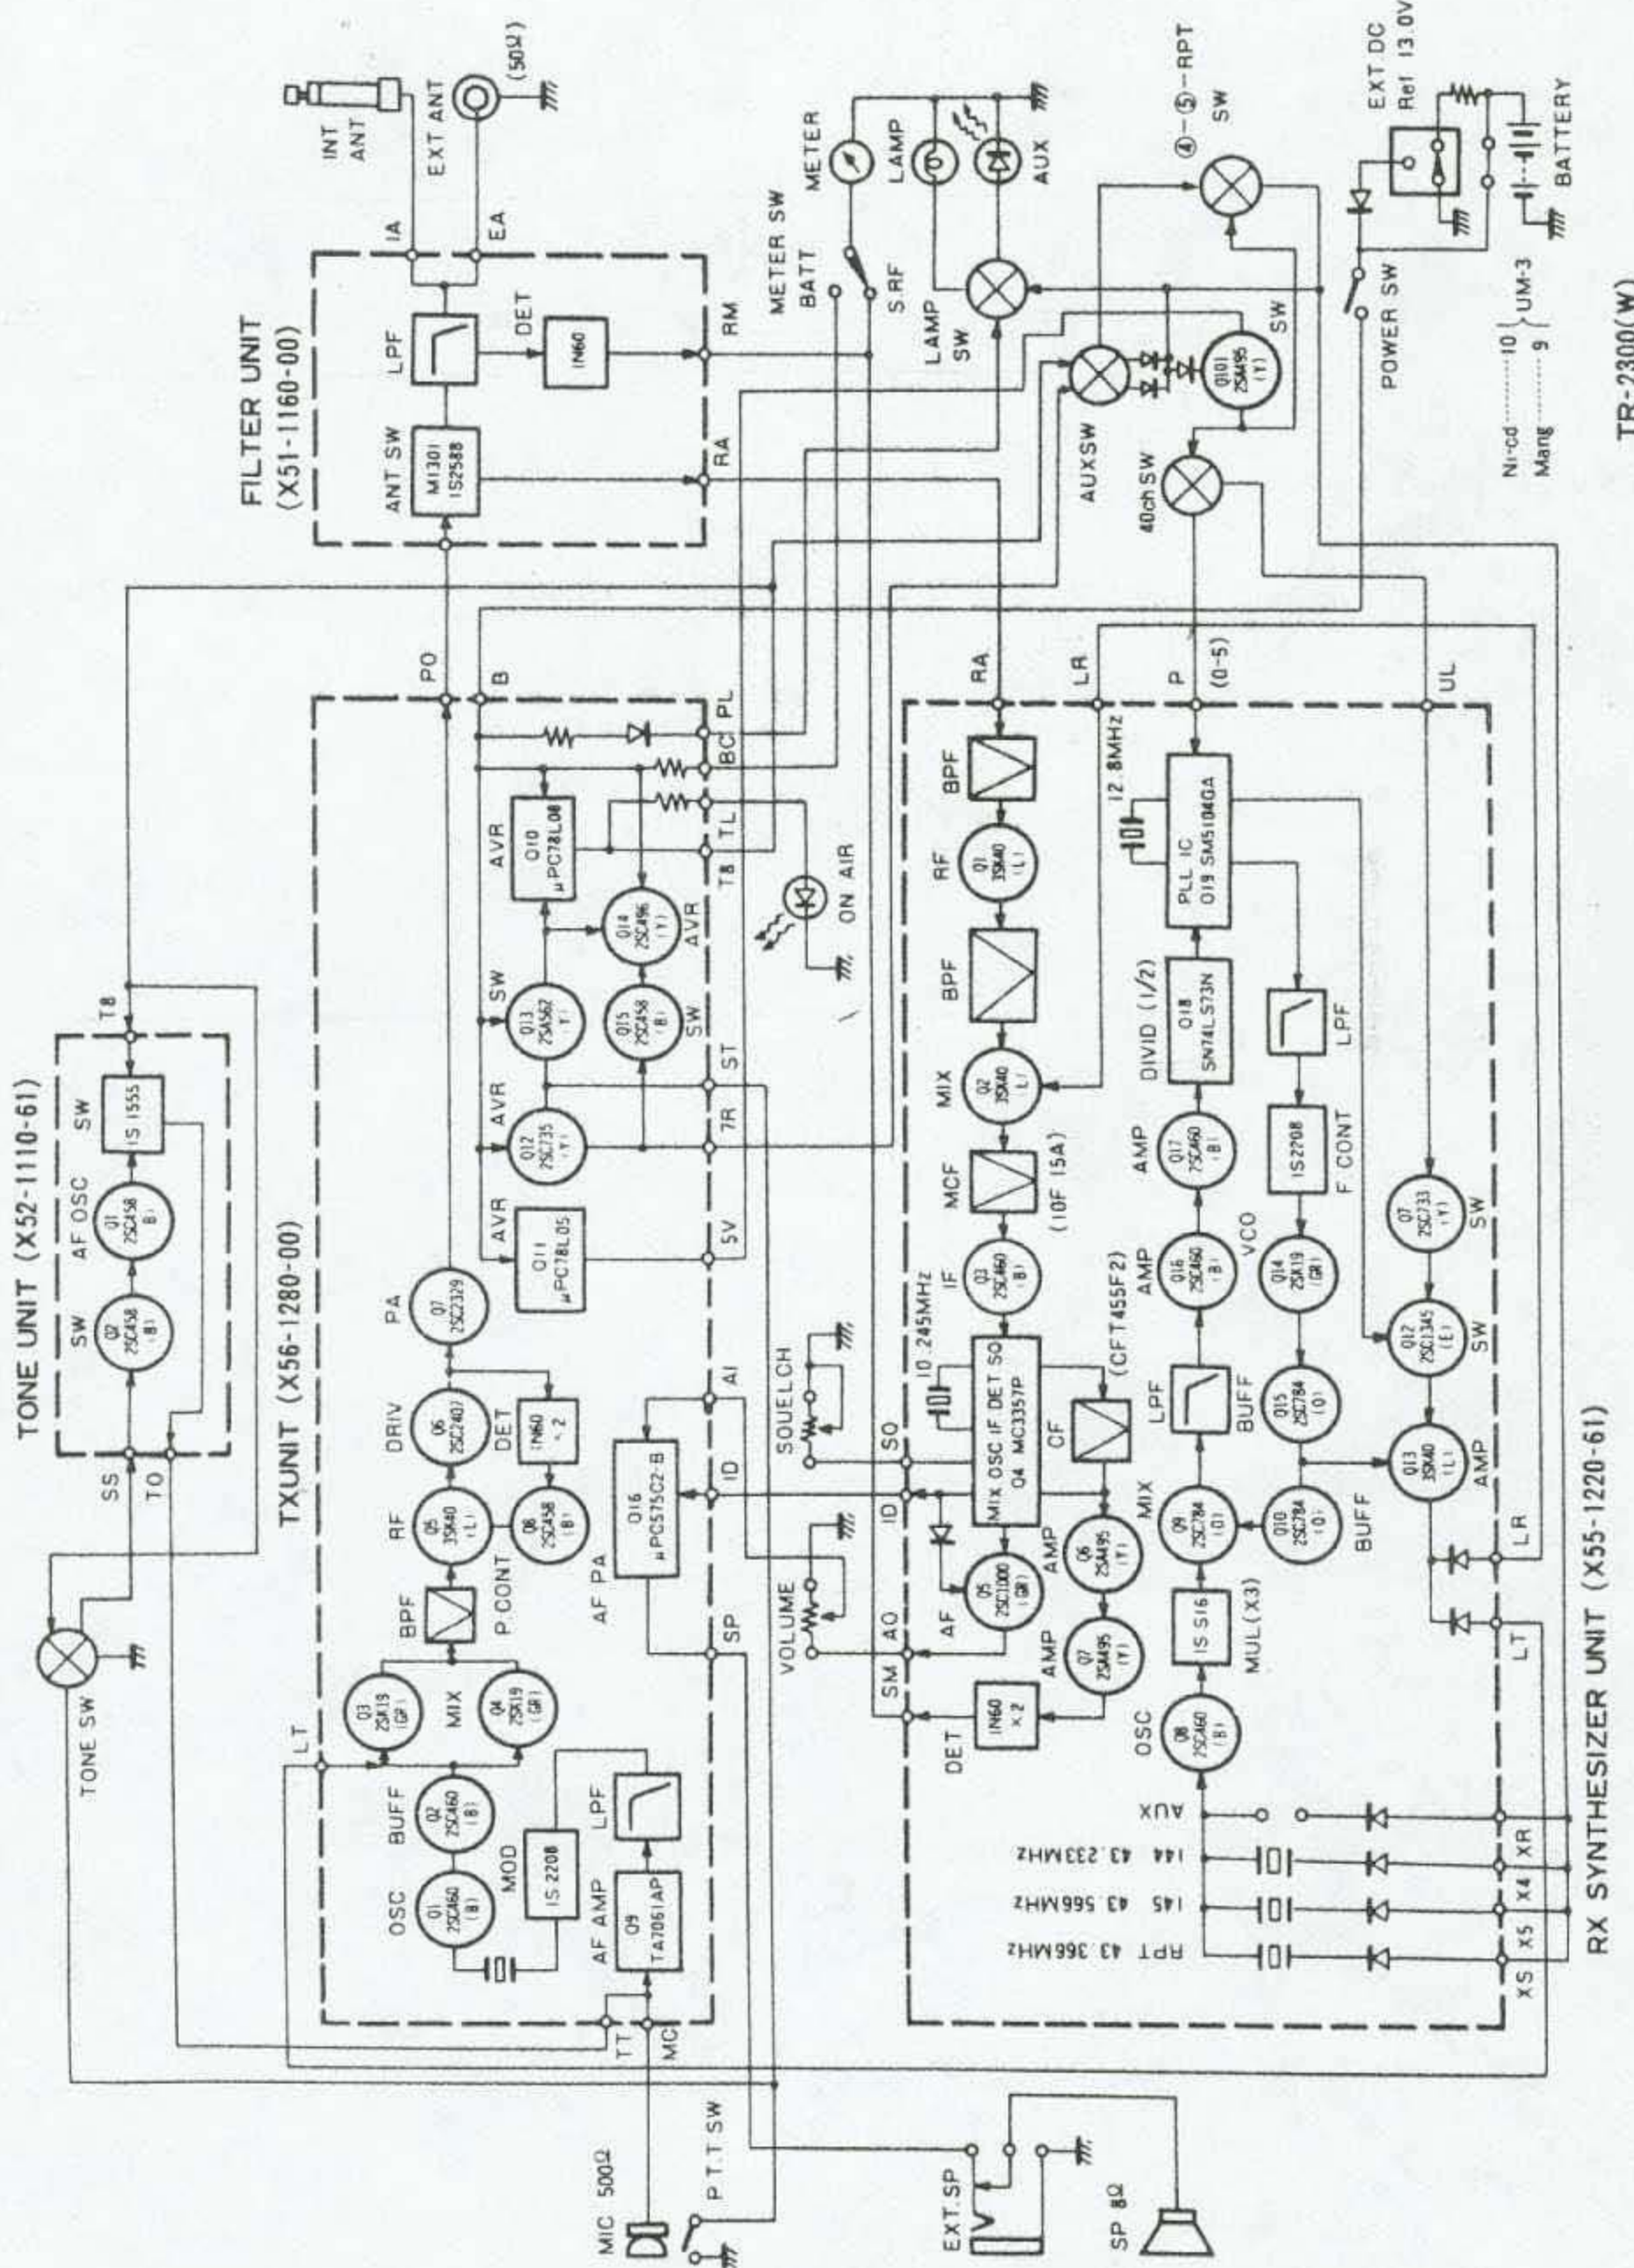 TONE UNIT (X52-1110-61)
SS
SW
Q2
2SC458
(B)
AF OSC
Q1
2SC458
B)
SW
IS 1555
T8
TO
TONE SW
FILTER UNIT
(X51-1160-00)
ANT SW
MI301
IS2588
LPF
DET
IN60
IA
EA
RA
RM
INT
ANT
EXT ANT
(50Ω)
TXUNIT (X56-1280-00)
LT
OSC
Q1
2SC460
(B)
BUFF
Q2
2SC460
(B)
Q3
2SK19
(GR)
MIX
Q4
2SK19
(GR)
BPF
RF
Q5
3SK40
(L)
DRIV
Q6
2SC2407
PA
Q7
2SC2329
PO
P.CONT
Q8
2SC458
(B)
DET
IN60
×2
MOD
IS 2208
LPF
AF AMP
Q9
TA7061AP
AF PA
Q16
μPC575C2-B
AVR
Q11
μPC78L05
AVR
Q12
2SC735
(Y)
SW
Q13
2SA562
(Y)
AVR
Q10
μPC78L08
Q15
2SC458
(B)
SW
Q14
2SC496
(Y)
AVR
B
TT
MC
SP
ID
AI
5V
7R
ST
T8
TL
BC
PL
MIC 500Ω
P T.T SW
VOLUME
SQUELCH
ON AIR
METER SW
BATT
S.RF
METER
LAMP
AUX
LAMP
SW
AUXSW
40ch SW
Q101
2SA495
(Y)
SW
④-⑤-RPT
SW
EXT DC
Ref 13.0V
POWER SW
BATTERY
Ni-cd 10
Mang 9
UM-3
SM
AO
ID
SQ
RA
LR
P
(0-5)
UL
BPF
RF
Q1
3SK40
(L)
BPF
MIX
Q2
3SK40
(L)
MCF
(10F 15A)
IF
Q3
2SC460
(B)
10.245MHz
MIX OSC IF DET SQ
Q4 MC3357P
CF
(CFT455F2)
AF
Q5
2SC1000
(GR)
AMP
Q6
2SA495
(Y)
AMP
Q7
2SA495
(Y)
DET
IN60
×2
OSC
Q8
2SC460
(B)
IS S16
MUL(X3)
MIX
Q9
2SC784
(O)
LPF
AMP
Q16
2SC460
(B)
AMP
Q17
2SC460
(B)
DIVID (1/2)
Q18
SN74LS73N
PLL IC
Q19 SM5104GA
12.8MHz
LPF
IS2208
F.CONT
VCO
Q14
2SK19
(GR)
BUFF
Q15
2SC784
(O)
Q10
2SC784
(O)
BUFF
Q7
2SC733
(Y)
SW
Q12
2SC1345
(E)
SW
Q13
3SK40
(L)
AMP
AUX
144 43.233MHz
145 43.566MHz
RPT 43.366MHz
XS
X5
X4
XR
LT
LR
EXT.SP
SP 8Ω
RX SYNTHESIZER UNIT (X55-1220-61)
TR-2300(W)